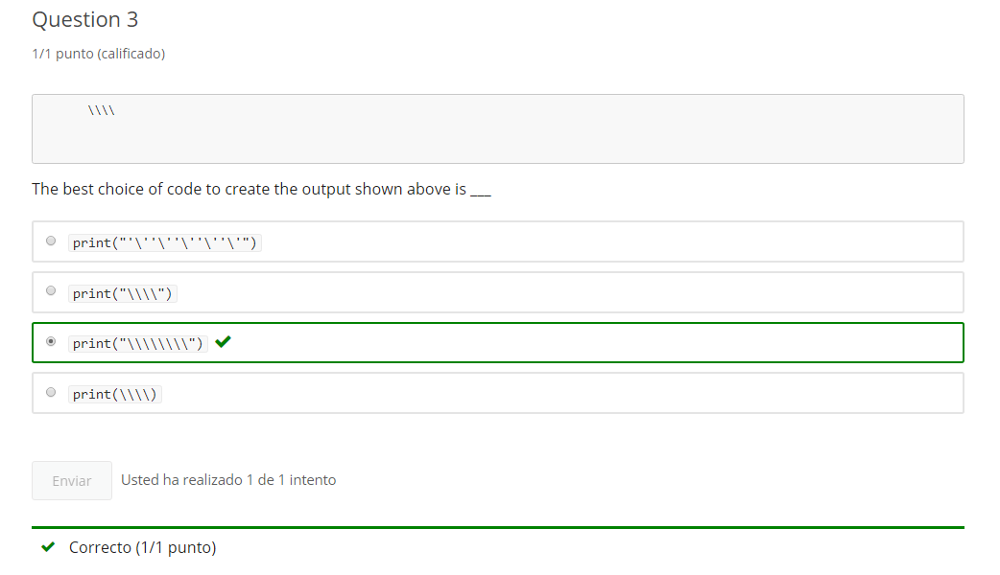 Question 3
1/1 punto (calificado)
\\\\
The best choice of code to create the output shown above is ___
print("'\''\''\''\''\'")
print("\\\\")
print("\\\\\\\\")
print(\\\\)
Enviar Usted ha realizado 1 de 1 intento
Correcto (1/1 punto)